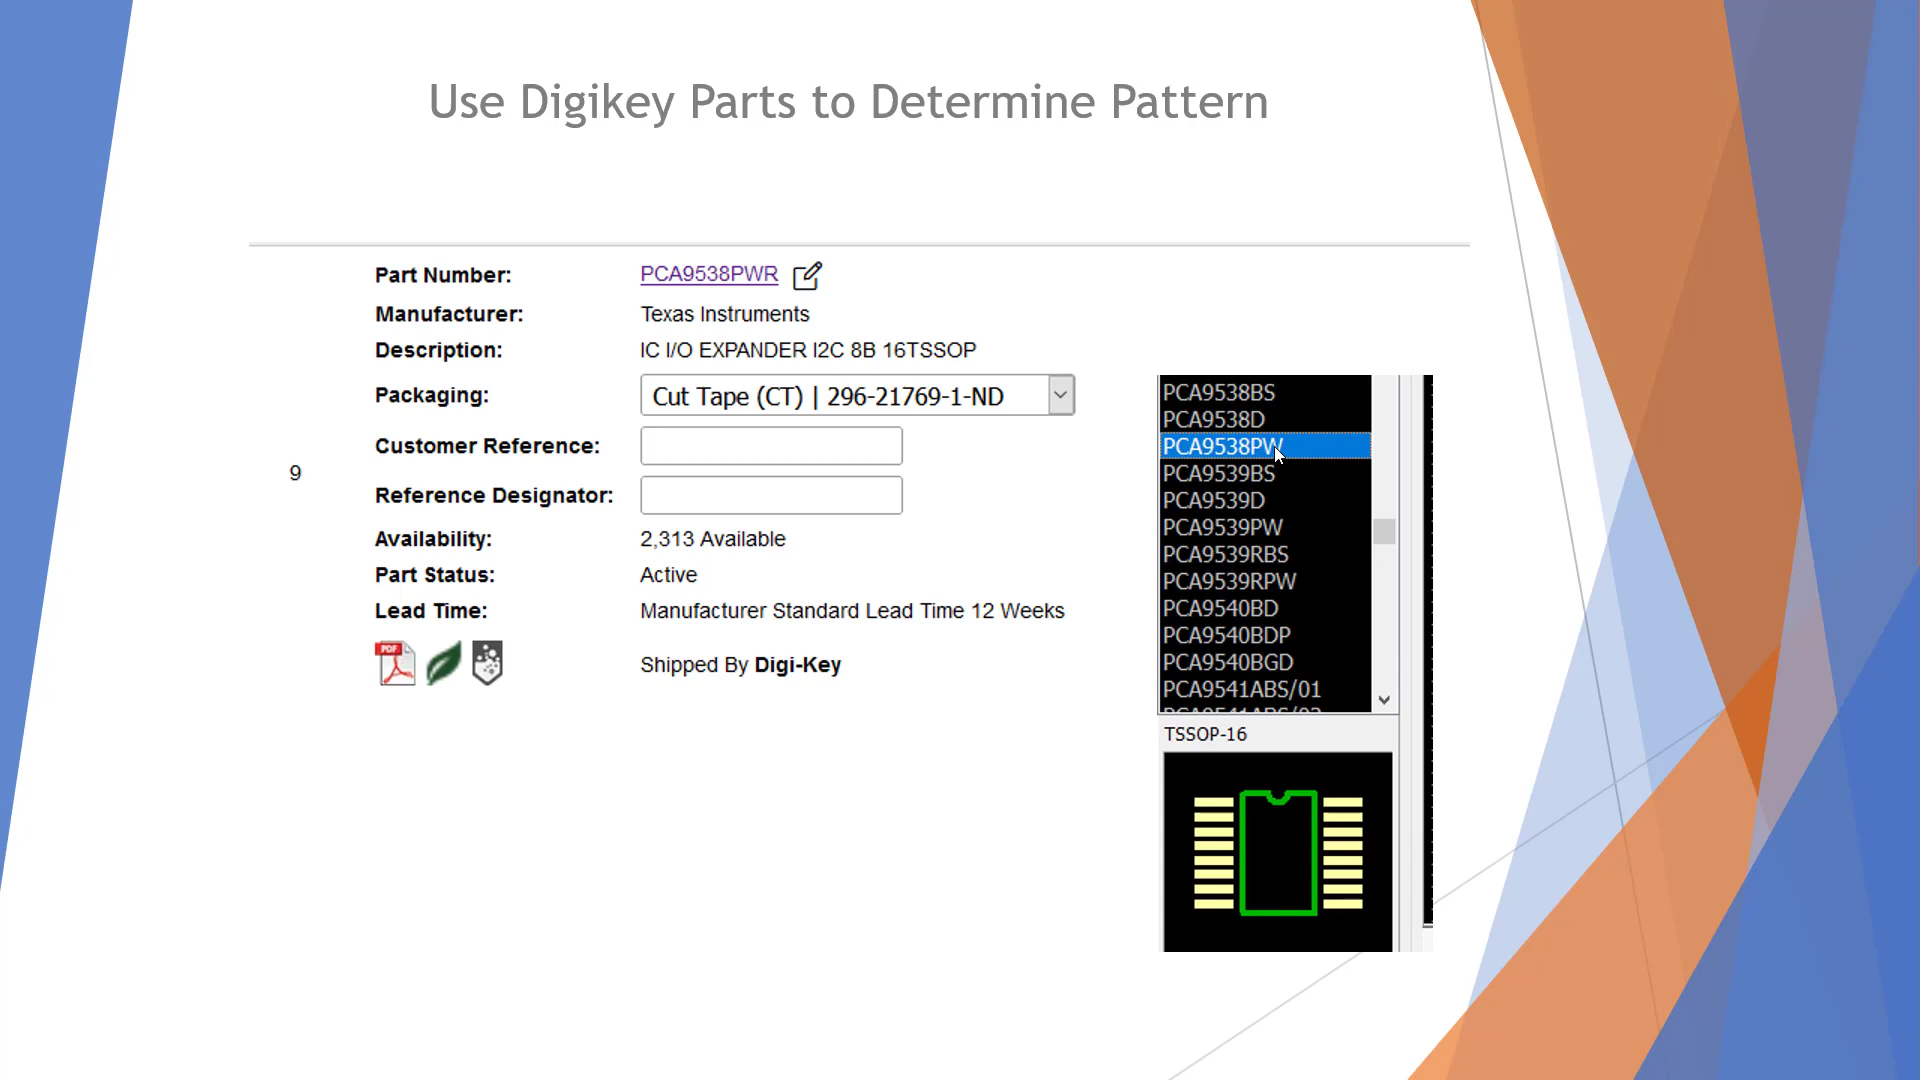 Use Digikey Parts to Determine Pattern
Part Number: PCA9538PWR
Manufacturer: Texas Instruments
Description: IC I/O EXPANDER I2C 8B 16TSSOP
Packaging: Cut Tape (CT) | 296-21769-1-ND
Customer Reference:
9
Reference Designator:
Availability: 2,313 Available
Part Status: Active
Lead Time: Manufacturer Standard Lead Time 12 Weeks
PDF
Shipped By Digi-Key
PCA9538BS
PCA9538D
PCA9538PW
PCA9539BS
PCA9539D
PCA9539PW
PCA9539RBS
PCA9539RPW
PCA9540BD
PCA9540BDP
PCA9540BGD
PCA9541ABS/01
TSSOP-16